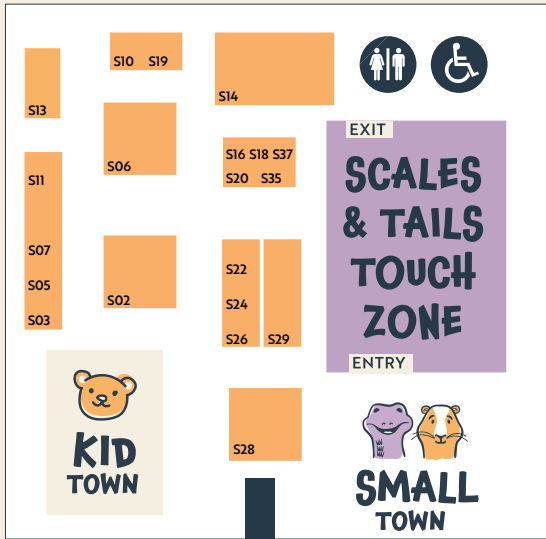 S10 S19
S13
S14
S06
S16 S18 S37
S20 S35
S11
S07
S05
S03
S02
S22
S24
S26
S29
S28
EXIT
SCALES
& TAILS
TOUCH
ZONE
ENTRY
KID
TOWN
SMALL
TOWN